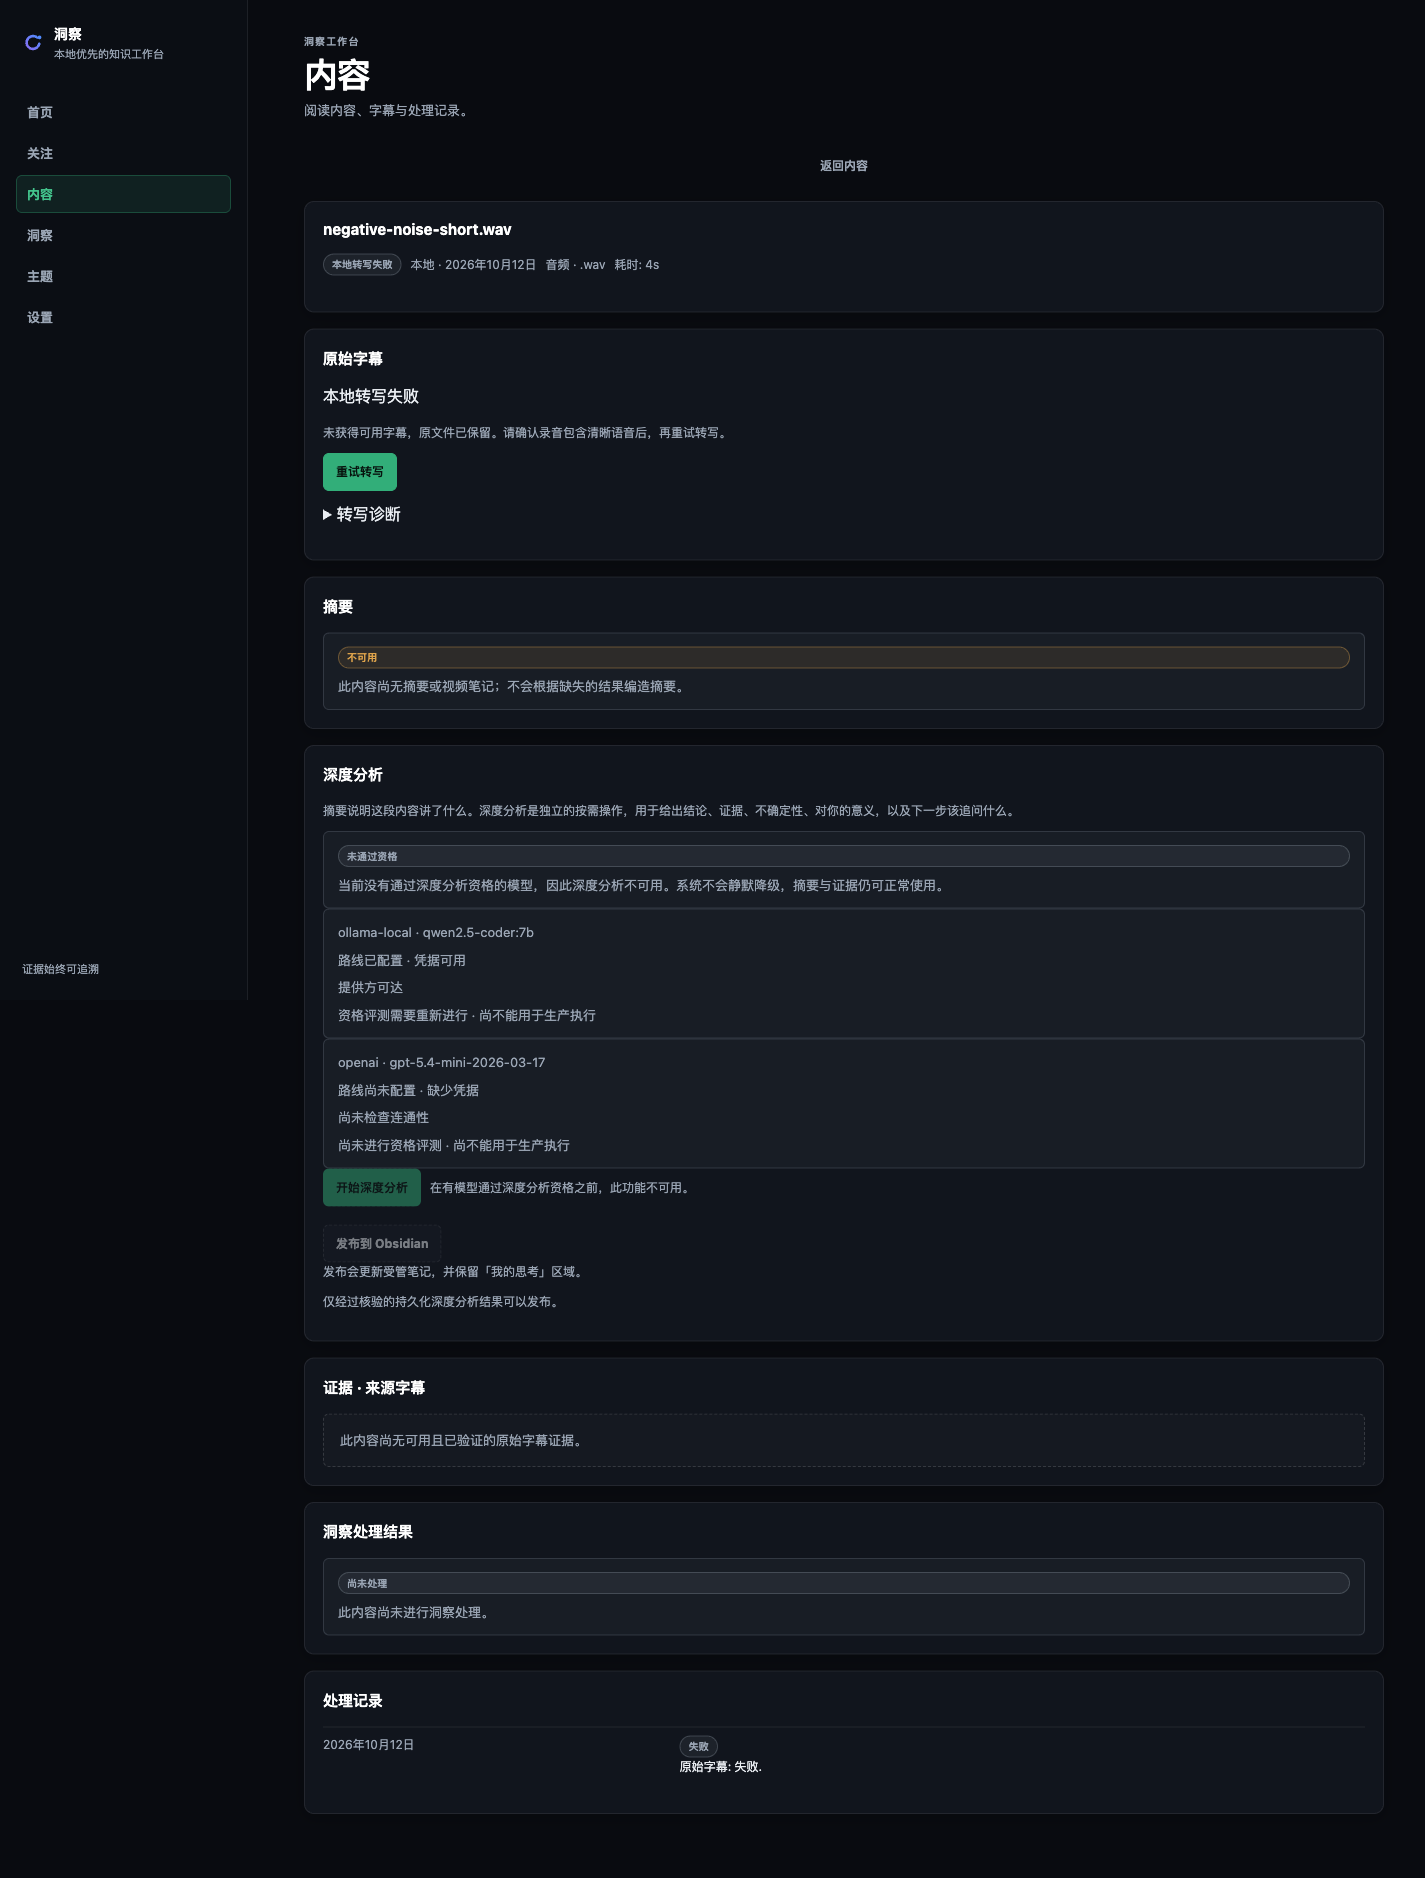 洞察
本地优先的知识工作台
首页
关注
内容
洞察
主题
设置
证据始终可追溯
洞察工作台
内容
阅读内容、字幕与处理记录。
返回内容
negative-noise-short.wav
本地转写失败 本地 · 2026年10月12日 音频 · .wav 耗时: 4s
原始字幕
本地转写失败
未获得可用字幕，原文件已保留。请确认录音包含清晰语音后，再重试转写。
重试转写
▶ 转写诊断
摘要
不可用
此内容尚无摘要或视频笔记；不会根据缺失的结果编造摘要。
深度分析
摘要说明这段内容讲了什么。深度分析是独立的按需操作，用于给出结论、证据、不确定性、对你的意义，以及下一步该追问什么。
未通过资格
当前没有通过深度分析资格的模型，因此深度分析不可用。系统不会静默降级，摘要与证据仍可正常使用。
ollama-local · qwen2.5-coder:7b
路线已配置 · 凭据可用
提供方可达
资格评测需要重新进行 · 尚不能用于生产执行
openai · gpt-5.4-mini-2026-03-17
路线尚未配置 · 缺少凭据
尚未检查连通性
尚未进行资格评测 · 尚不能用于生产执行
开始深度分析 在有模型通过深度分析资格之前，此功能不可用。
发布到 Obsidian
发布会更新受管笔记，并保留「我的思考」区域。
仅经过核验的持久化深度分析结果可以发布。
证据 · 来源字幕
此内容尚无可用且已验证的原始字幕证据。
洞察处理结果
尚未处理
此内容尚未进行洞察处理。
处理记录
2026年10月12日 失败
原始字幕: 失败.